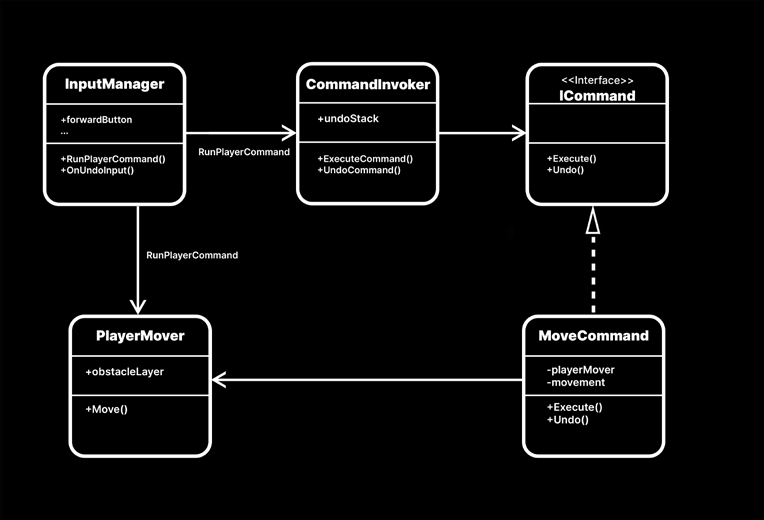 InputManager
+forwardButton
...
+RunPlayerCommand()
+OnUndoInput()
RunPlayerCommand
CommandInvoker
+undoStack
+ExecuteCommand()
+UndoCommand()
<<Interface>>
ICommand
+Execute()
+Undo()
RunPlayerCommand
PlayerMover
+obstacleLayer
+Move()
MoveCommand
-playerMover
-movement
+Execute()
+Undo()